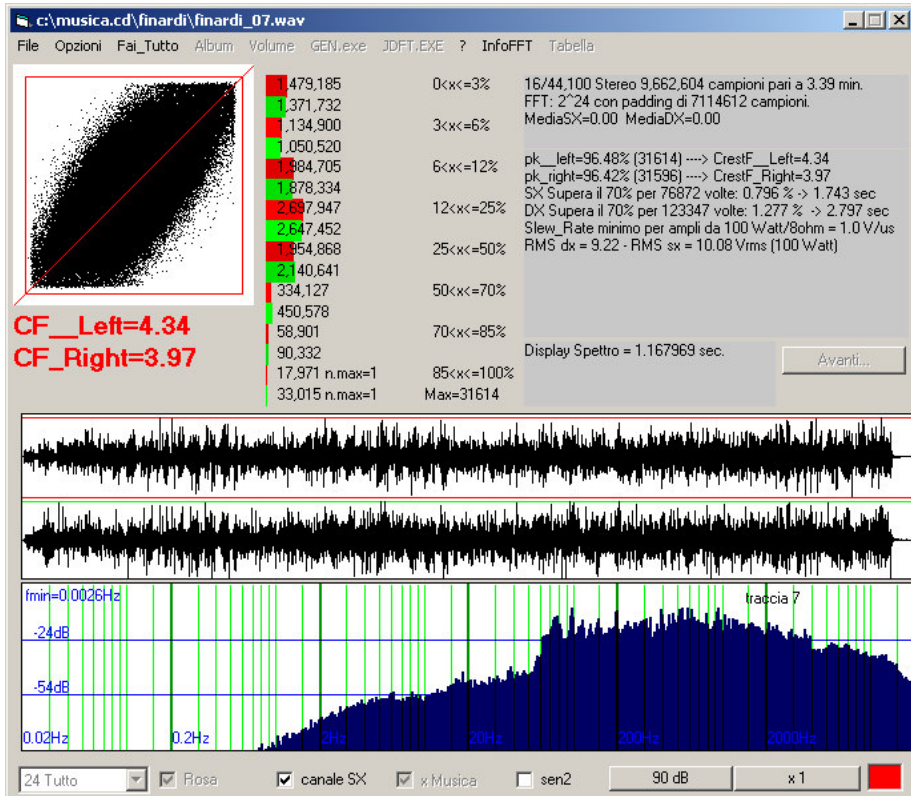 c:\musica.cd\finardi\finardi_07.wav
File Opzioni Fai_Tutto Album Volume GEN.exe JDFT.EXE ? InfoFFT Tabella
1,479,185 0<x<=3%
1,371,732
1,134,900 3<x<=6%
1,050,520
1,984,705 6<x<=12%
1,878,334
2,697,947 12<x<=25%
2,647,452
1,954,868 25<x<=50%
2,140,641
334,127 50<x<=70%
450,578
58,901 70<x<=85%
90,332
17,971 n.max=1 85<x<=100%
33,015 n.max=1 Max=31614
16/44,100 Stereo 9,662,604 campioni pari a 3.39 min.
FFT: 2^24 con padding di 7114612 campioni.
MediaSX=0.00 MediaDX=0.00
pk__left=96.48% (31614) ----> CrestF__Left=4.34
pk_right=96.42% (31596) ----> CrestF_Right=3.97
SX Supera il 70% per 76872 volte: 0.796 % -> 1.743 sec
DX Supera il 70% per 123347 volte: 1.277 % -> 2.797 sec
Slew_Rate minimo per ampli da 100 Watt/8ohm = 1.0 V/us
RMS dx = 9.22 - RMS sx = 10.08 Vrms (100 Watt)
CF__Left=4.34
CF_Right=3.97
Display Spettro = 1.167969 sec.
Avanti...
fmin=0.0026Hz
traccia 7
-24dB
-54dB
0.02Hz 0.2Hz 2Hz 20Hz 200Hz 2000Hz
24 Tutto Rosa canale SX x Musica sen2 90 dB x 1